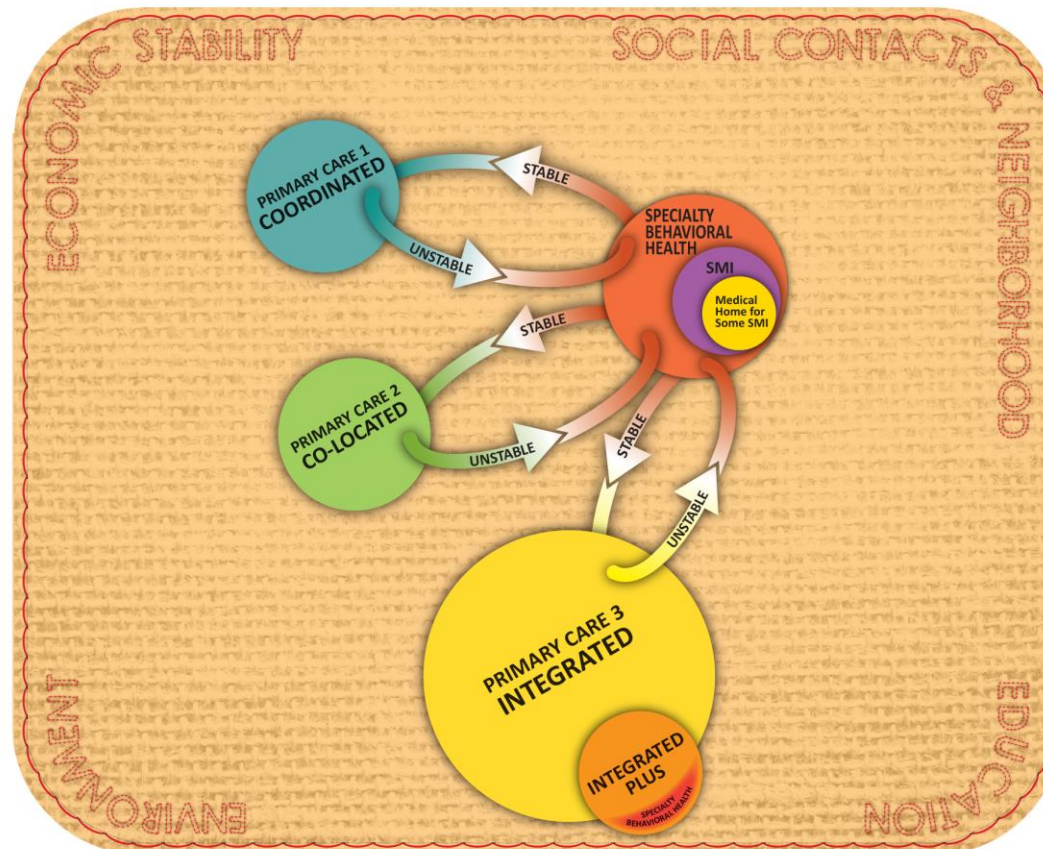 ECONOMIC STABILITY
SOCIAL CONTACTS & NEIGHBORHOOD
PRIMARY CARE 1
COORDINATED
STABLE
UNSTABLE
SPECIALTY
BEHAVIORAL
HEALTH
SMI
Medical
Home for
Some SMI
STABLE
PRIMARY CARE 2
CO-LOCATED
UNSTABLE
STABLE
UNSTABLE
PRIMARY CARE 3
INTEGRATED
INTEGRATED
PLUS
SPECIALTY
BEHAVIORAL HEALTH
ENVIRONMENT
EDUCATION